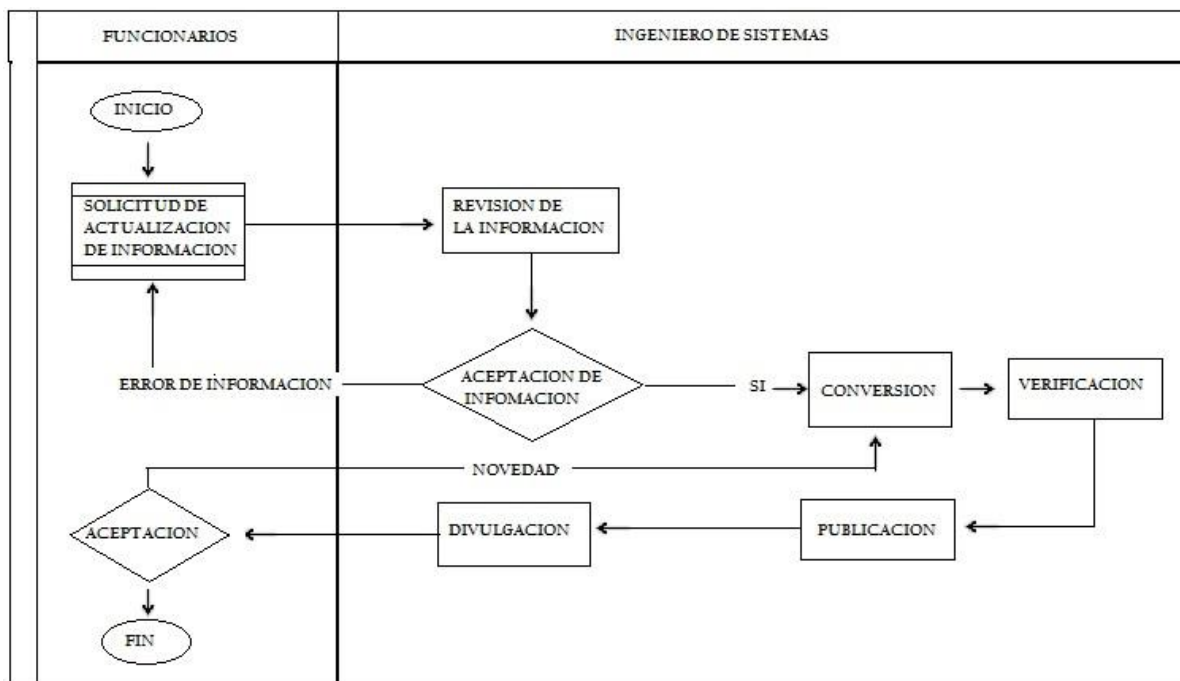 FUNCIONARIOS
INGENIERO DE SISTEMAS
INICIO
SOLICITUD DE
ACTUALIZACION
DE INFORMACION
REVISION DE
LA INFORMACION
ERROR DE INFORMACION
ACEPTACION DE
INFOMACION
SI
CONVERSION
VERIFICACION
NOVEDAD
ACEPTACION
DIVULGACION
PUBLICACION
FIN